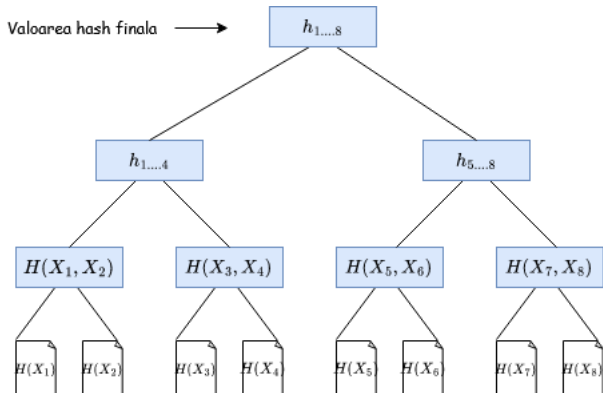 Valoarea hash finala
h₁....₈
h₁....₄ h₅....₈
H(X₁, X₂) H(X₃, X₄) H(X₅, X₆) H(X₇, X₈)
H(X₁) H(X₂) H(X₃) H(X₄) H(X₅) H(X₆) H(X₇) H(X₈)